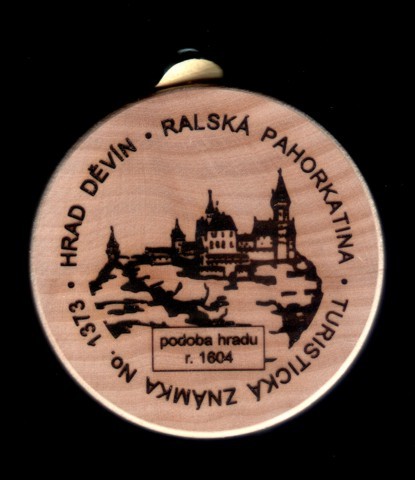 HRAD DĚVÍN • RALSKÁ PAHORKATINA • TURISTICKÁ ZNÁMKA No. 1373 •
podoba hradu
r. 1604